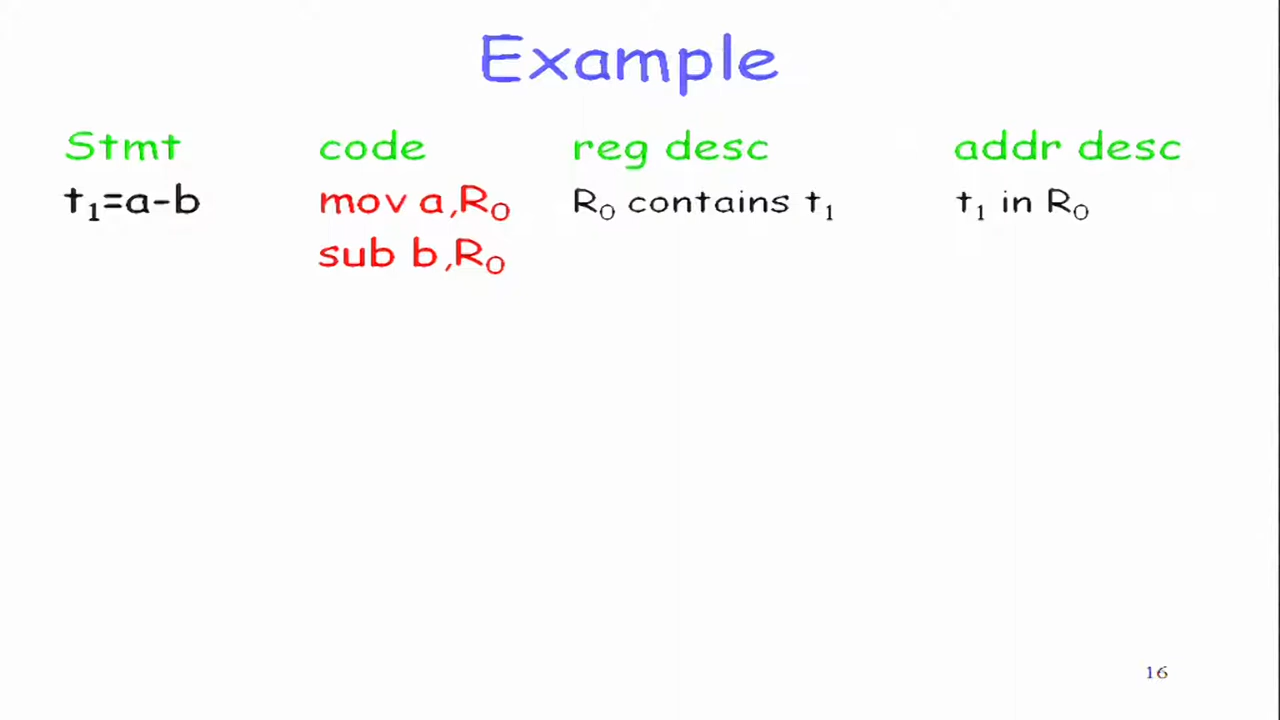 Example
Stmt code reg desc addr desc
t₁=a-b mov a,R₀ R₀ contains t₁ t₁ in R₀
sub b,R₀
16